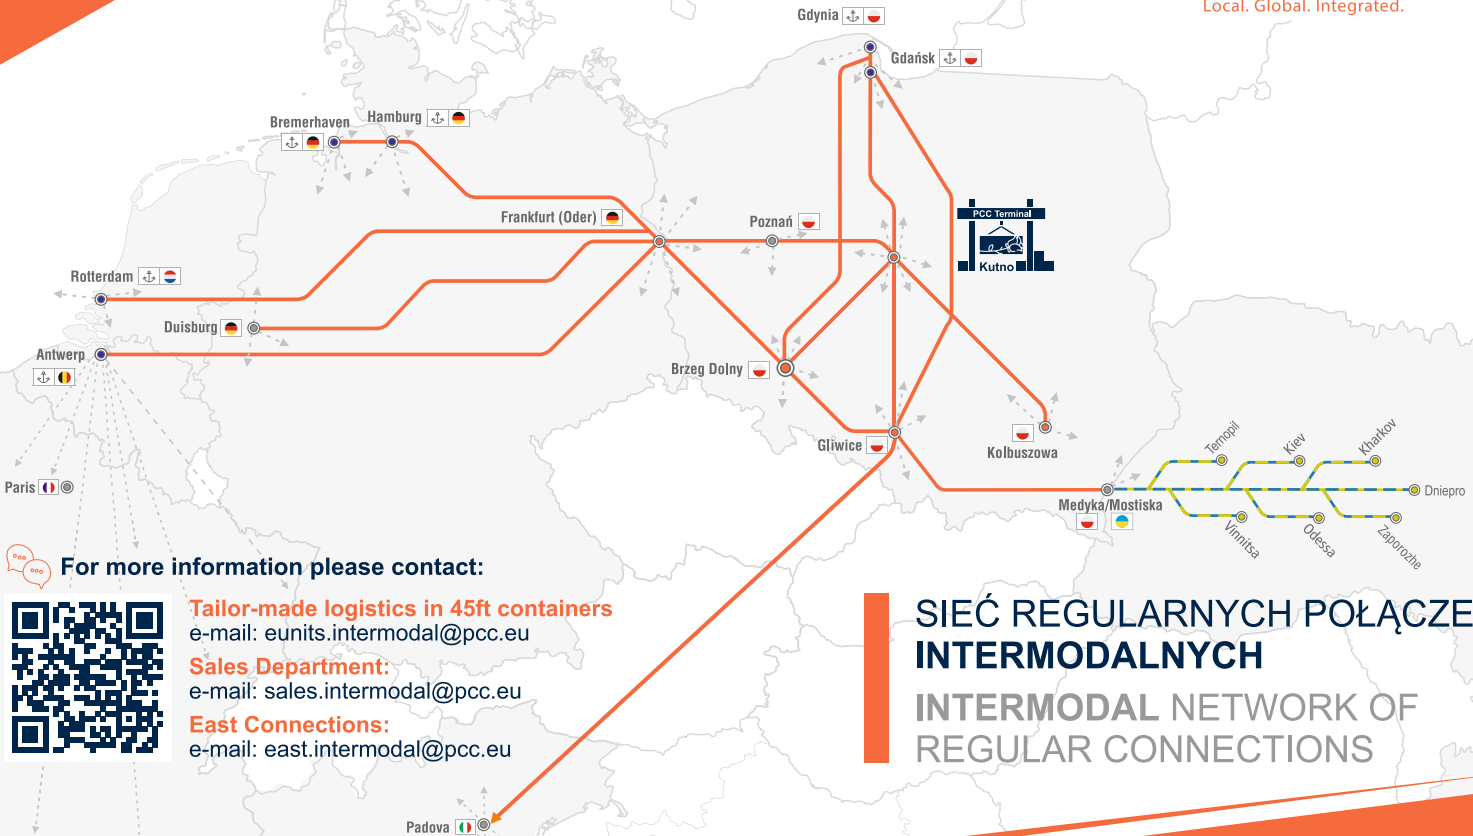 Local. Global. Integrated.
Gdynia
Gdańsk
Bremerhaven
Hamburg
PCC Terminal
Kutno
Frankfurt (Oder)
Poznań
Rotterdam
Duisburg
Antwerp
Brzeg Dolny
Gliwice
Kolbuszowa
Ternopil
Kiev
Kharkov
Paris
Medyka/Mostiska
Dniepro
Vinnitsa
Odessa
Zaporozhe
For more information please contact:
Tailor-made logistics in 45ft containers
e-mail: eunits.intermodal@pcc.eu
Sales Department:
e-mail: sales.intermodal@pcc.eu
East Connections:
e-mail: east.intermodal@pcc.eu
SIEĆ REGULARNYCH POŁĄCZE
INTERMODALNYCH
INTERMODAL NETWORK OF
REGULAR CONNECTIONS
Padova